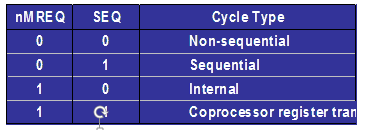 nMREQ SEQ Cycle Type
0 0 Non-sequential
0 1 Sequential
1 0 Internal
1 Coprocessor register tran